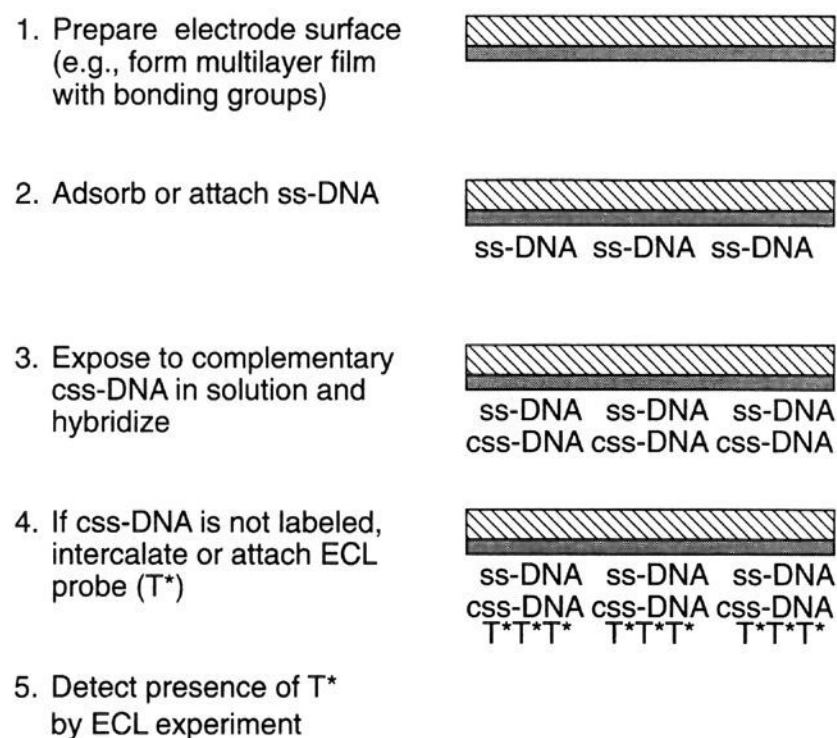 1. Prepare electrode surface
(e.g., form multilayer film
with bonding groups)
2. Adsorb or attach ss-DNA
ss-DNA ss-DNA ss-DNA
3. Expose to complementary
css-DNA in solution and
hybridize
ss-DNA ss-DNA ss-DNA
css-DNA css-DNA css-DNA
4. If css-DNA is not labeled,
intercalate or attach ECL
probe (T*)
ss-DNA ss-DNA ss-DNA
css-DNA css-DNA css-DNA
T*T*T* T*T*T* T*T*T*
5. Detect presence of T*
by ECL experiment